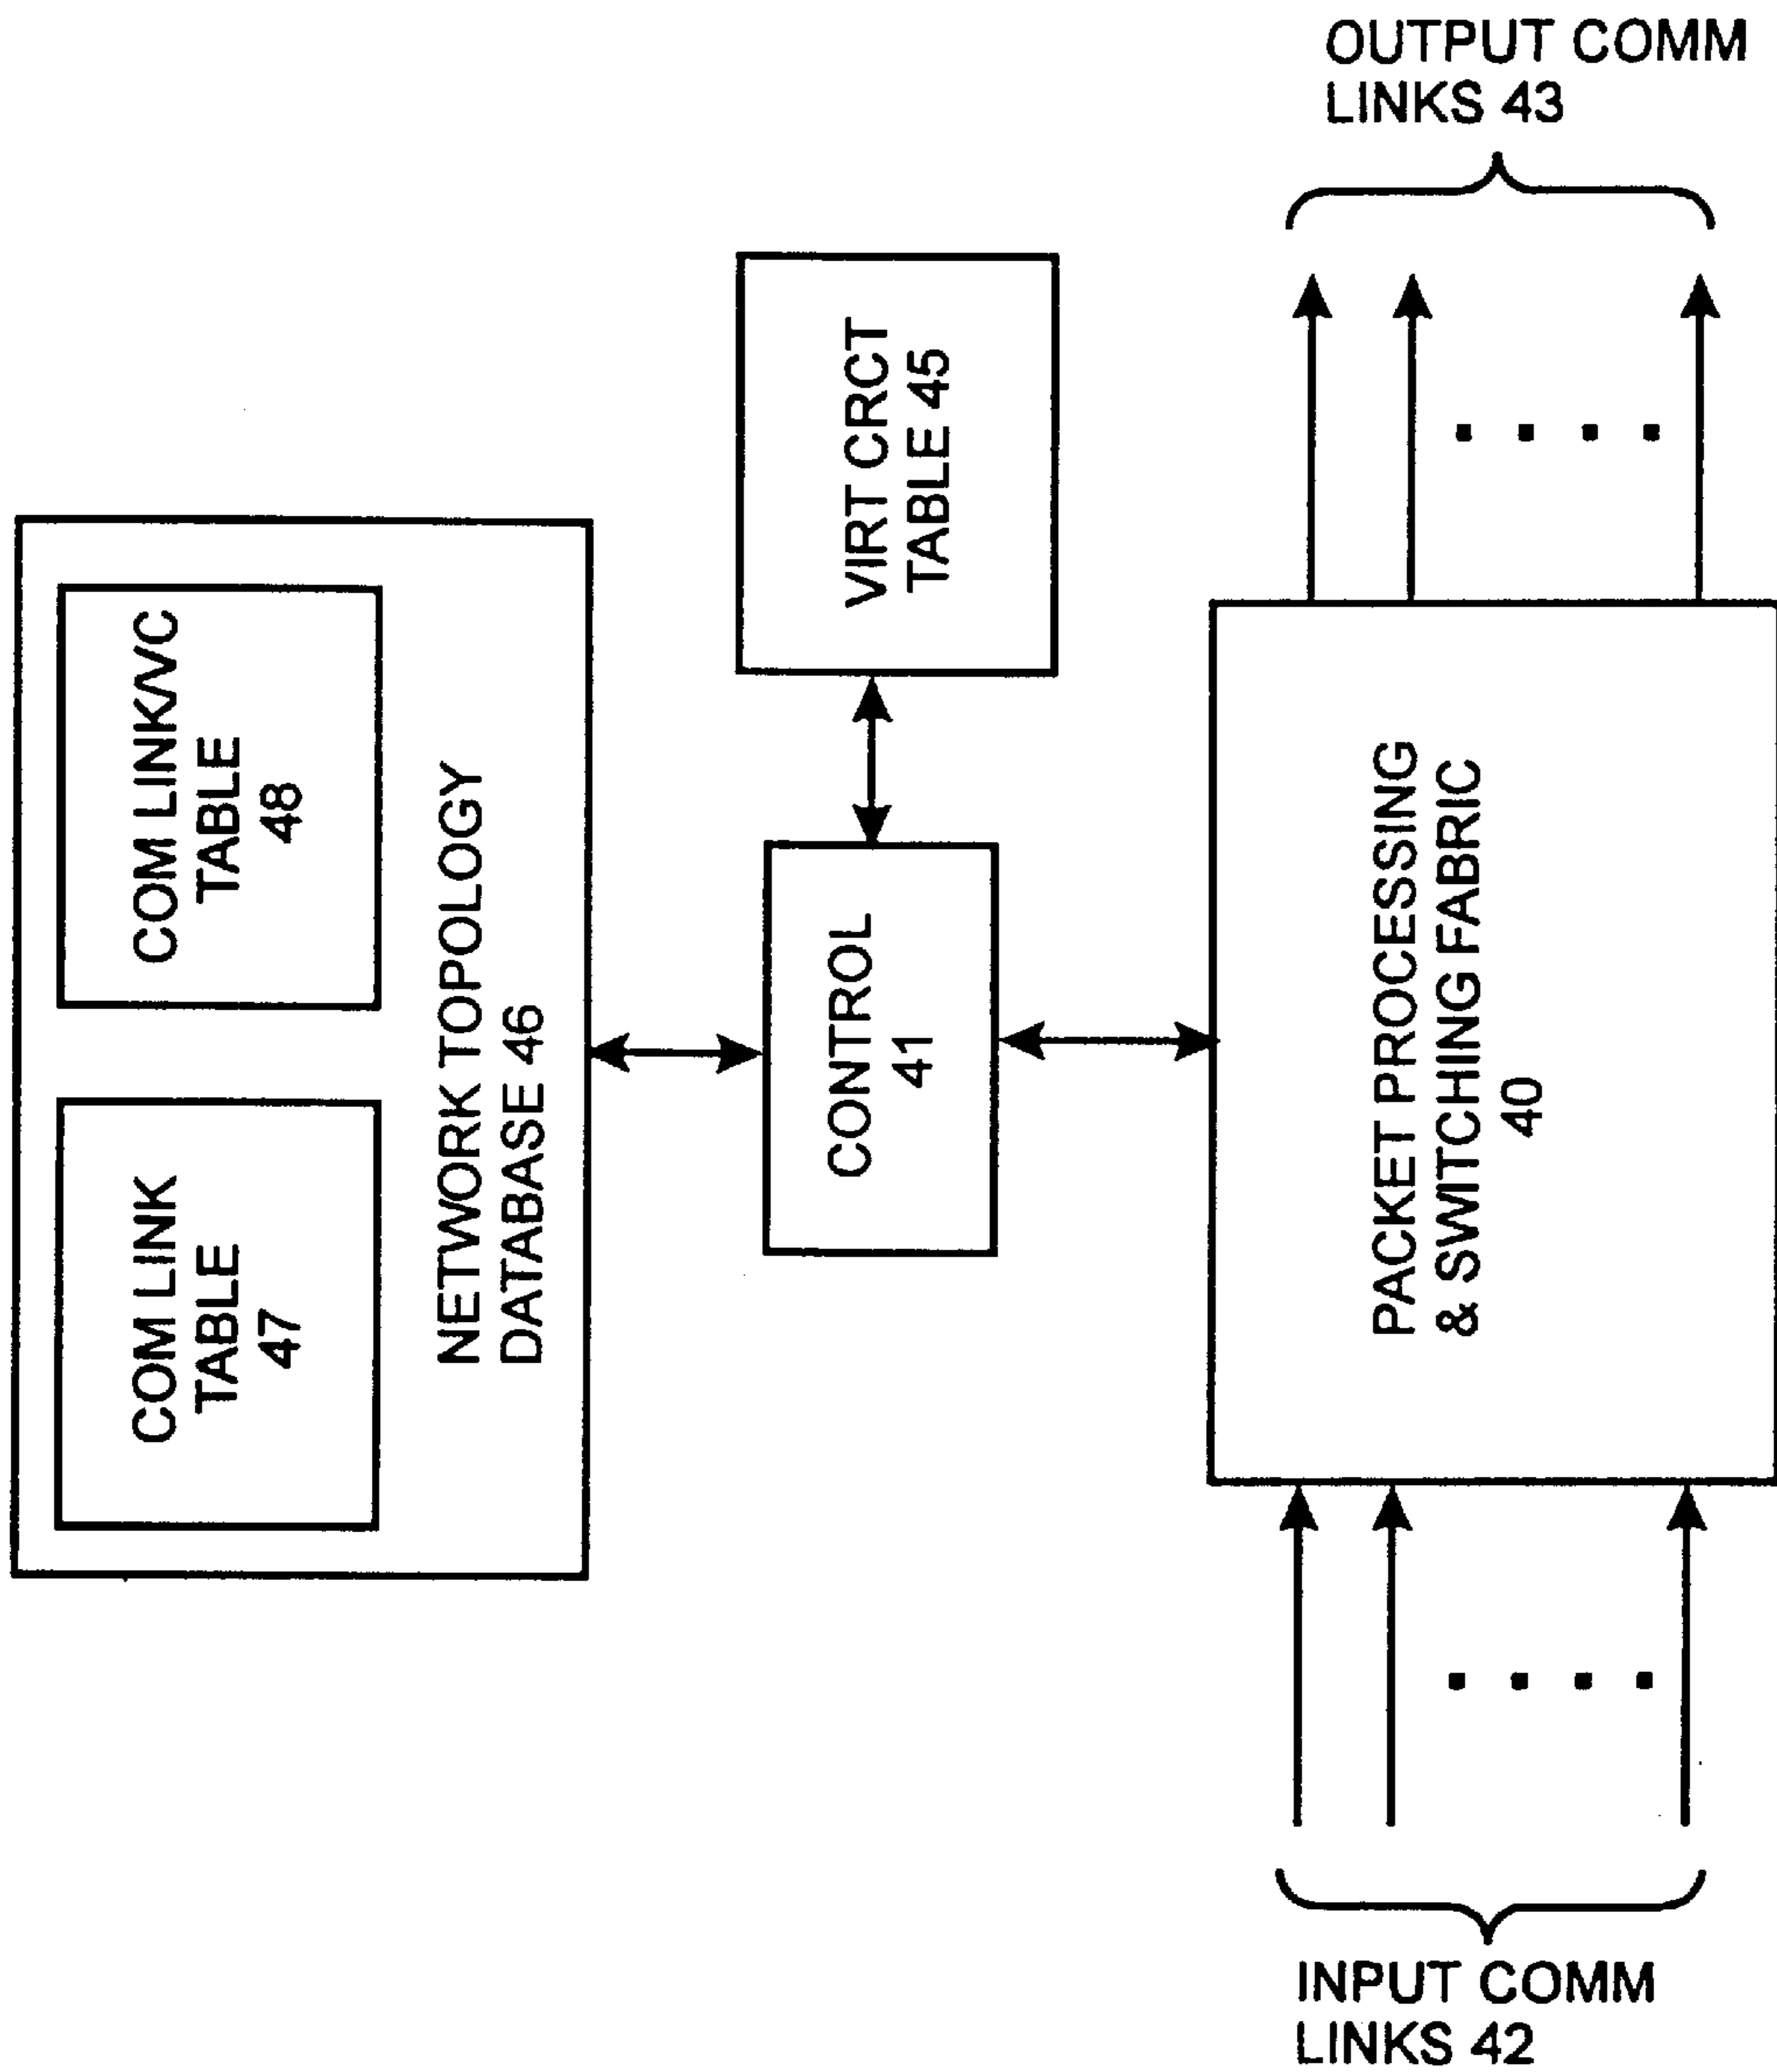 COM LINK
TABLE
47
COM LINK/VC
TABLE
48
NETWORK TOPOLOGY
DATABASE 46
CONTROL
41
VIRT CRCT
TABLE 45
PACKET PROCESSING
& SWITCHING FABRIC
40
INPUT COMM
LINKS 42
OUTPUT COMM
LINKS 43